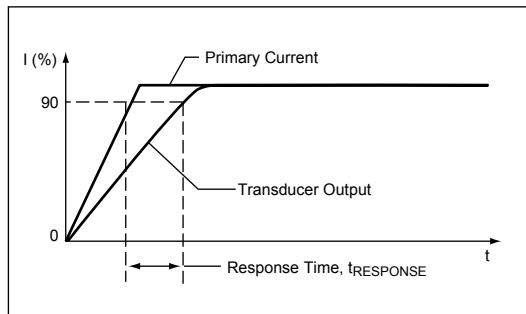 Primary Current
I (%)
90
Transducer Output
0
t
Response Time, tRESPONSE